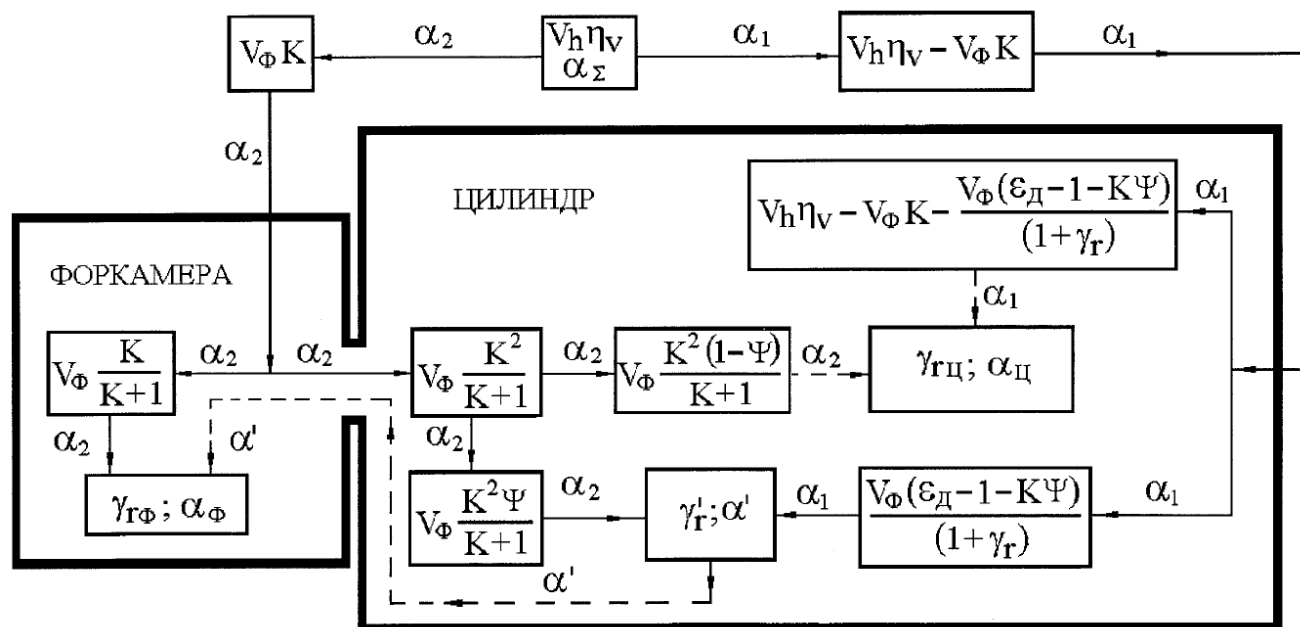 V_Ф K
α₂
V_h η_v
α_Σ
α₁
V_h η_v – V_Ф K
α₁
α₂
ЦИЛИНДР
V_h η_v – V_Ф K – V_Ф (ε_Д – 1 – KΨ) / (1 + γ_r)
α₁
ФОРКАМЕРА
α₁
V_Ф K / K+1
α₂
α₂
V_Ф K² / K+1
α₂
V_Ф K² (1–Ψ) / K+1
α₂
γ_rЦ ; α_Ц
α₂
α'
α₂
γ_rФ ; α_Ф
V_Ф K² Ψ / K+1
α₂
γ'_r ; α'
α₁
V_Ф (ε_Д – 1 – KΨ) / (1 + γ_r)
α₁
α'